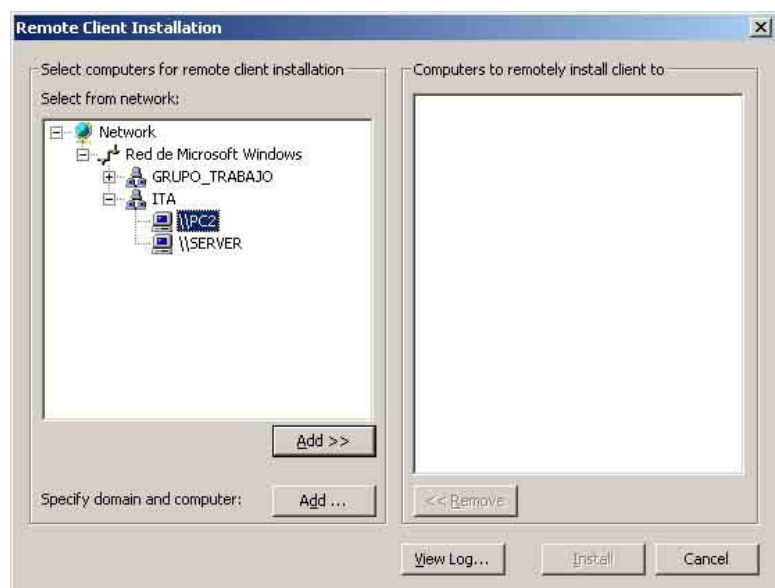 Remote Client Installation
Select computers for remote client installation
Select from network:
Network
Red de Microsoft Windows
GRUPO_TRABAJO
ITA
\\PC2
\\SERVER
Add >>
Specify domain and computer:
Add ...
Computers to remotely install client to
<< Remove
View Log...
Install
Cancel